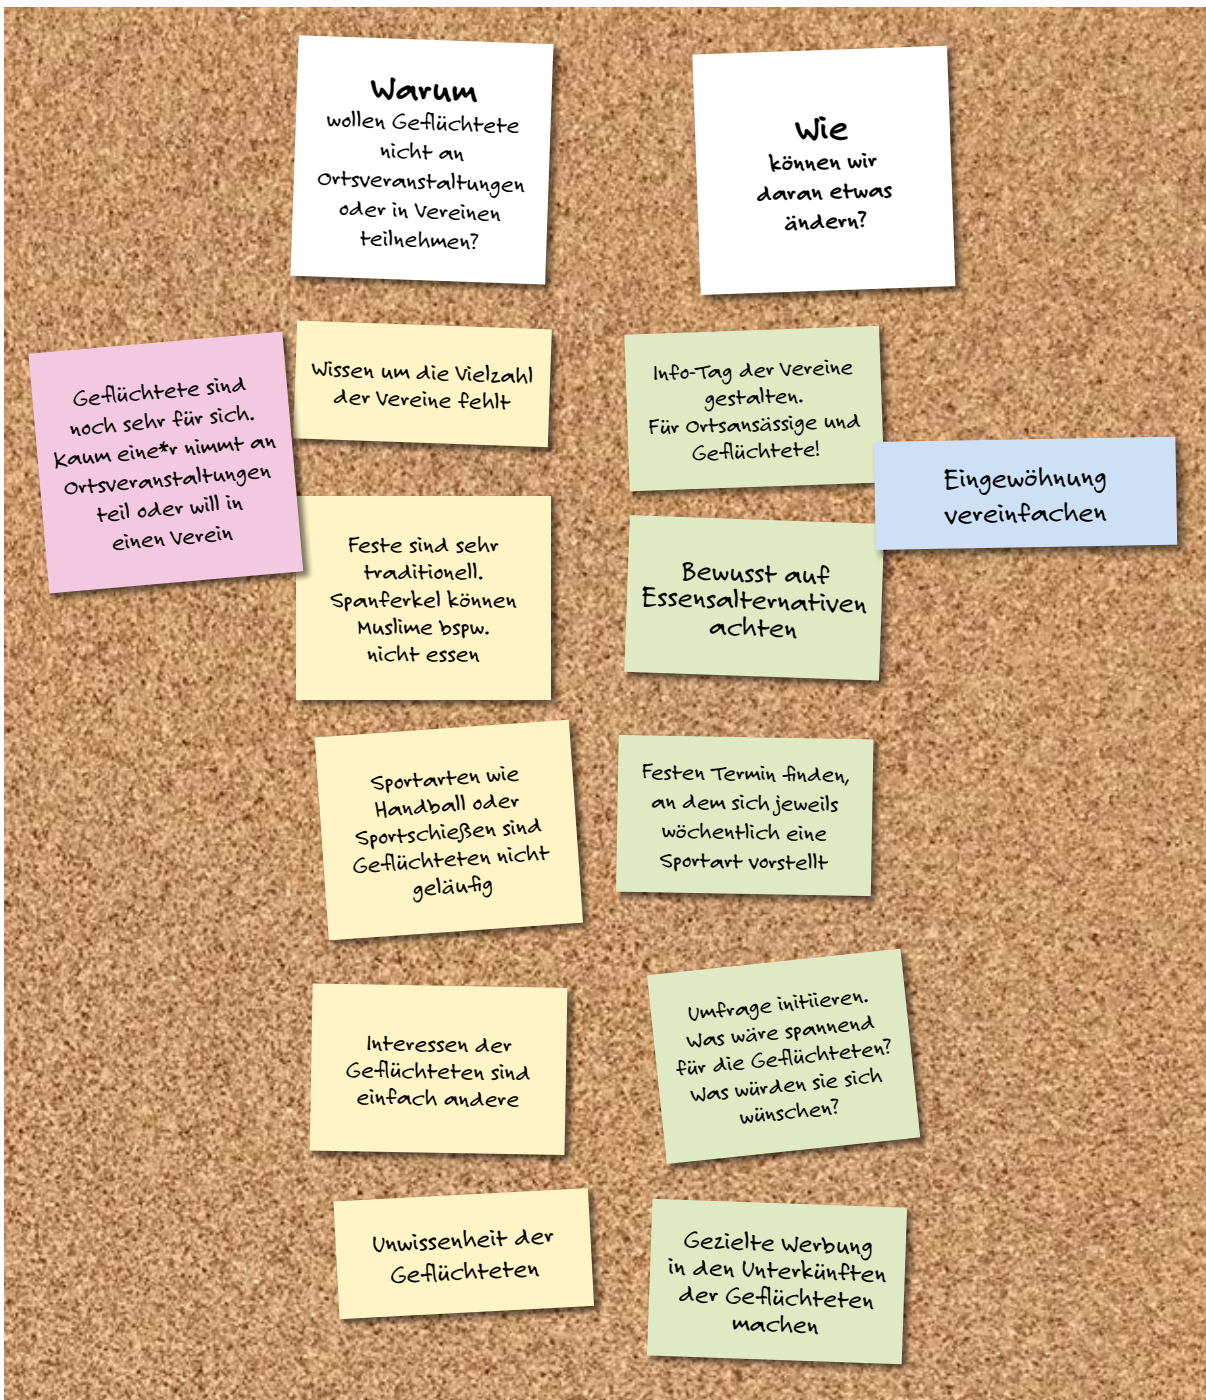 Warum
wollen Geflüchtete
nicht an
Ortsveranstaltungen
oder in Vereinen
teilnehmen?
Wie
können wir
daran etwas
ändern?
Geflüchtete sind
noch sehr für sich.
Kaum eine*r nimmt an
Ortsveranstaltungen
teil oder will in
einen Verein
Wissen um die Vielzahl
der Vereine fehlt
Info-Tag der Vereine
gestalten.
Für Ortsansässige und
Geflüchtete!
Eingewöhnung
vereinfachen
Feste sind sehr
traditionell.
Spanferkel können
Muslime bspw.
nicht essen
Bewusst auf
Essensalternativen
achten
Sportarten wie
Handball oder
Sportschießen sind
Geflüchteten nicht
geläufig
Festen Termin finden,
an dem sich jeweils
wöchentlich eine
Sportart vorstellt
Interessen der
Geflüchteten sind
einfach andere
Umfrage initiieren.
Was wäre spannend
für die Geflüchteten?
Was würden sie sich
wünschen?
Unwissenheit der
Geflüchteten
Gezielte Werbung
in den Unterkünften
der Geflüchteten
machen